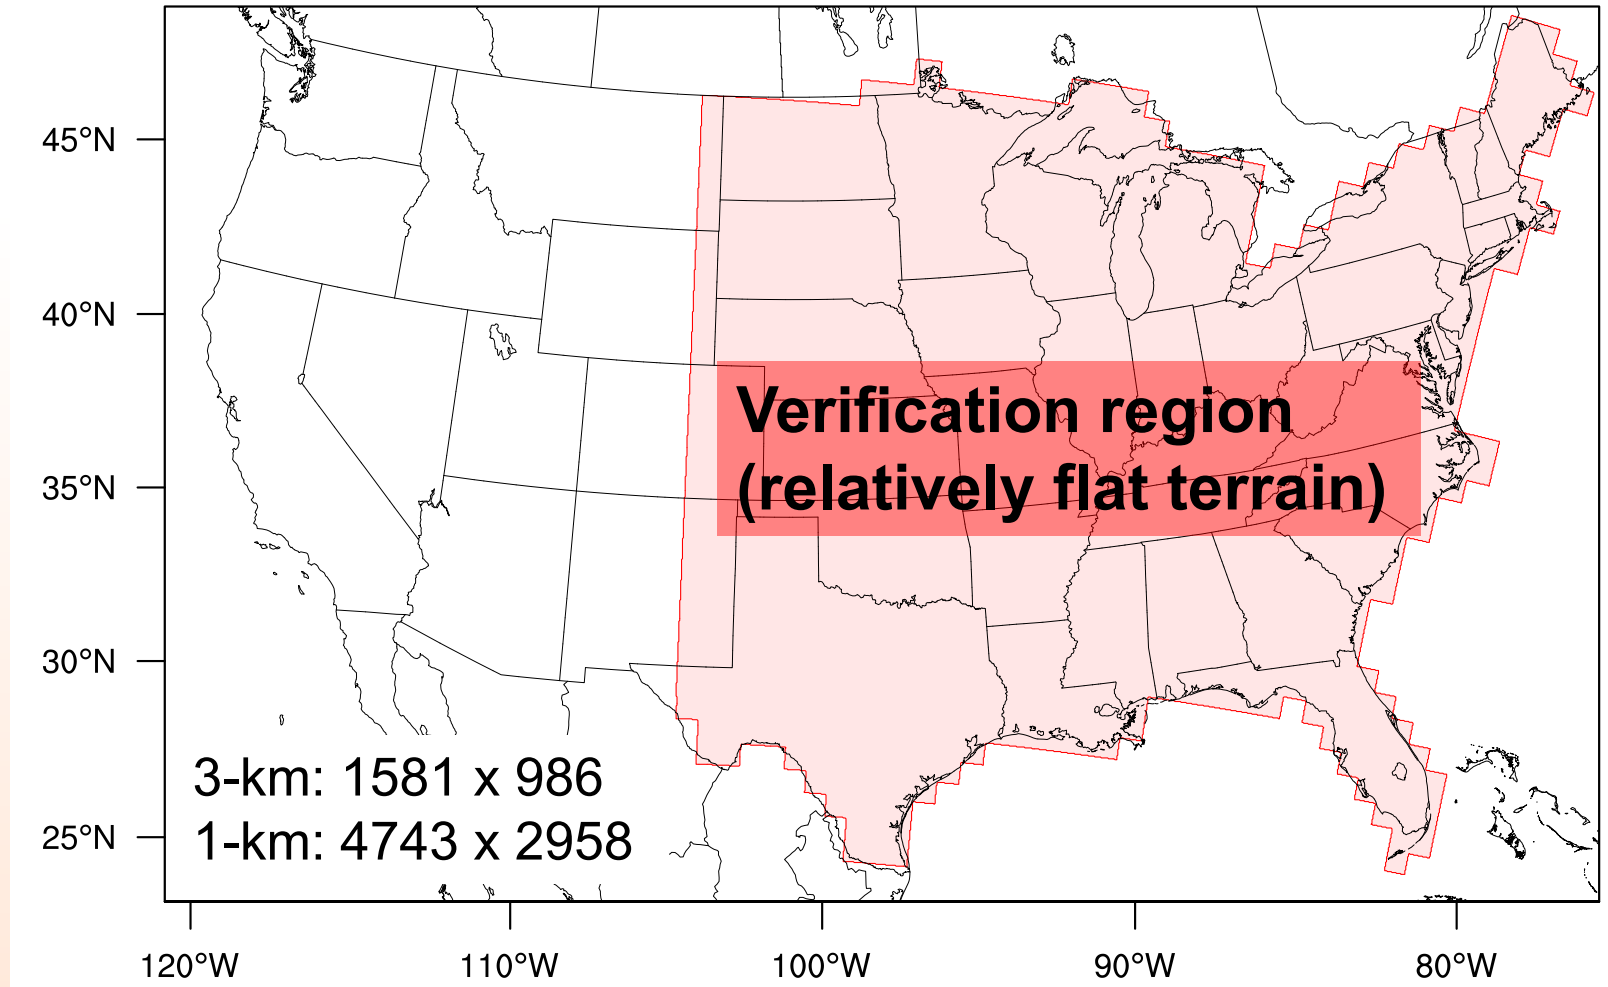 45°N
40°N
35°N
30°N
25°N
Verification region
(relatively flat terrain)
3-km: 1581 x 986
1-km: 4743 x 2958
120°W
110°W
100°W
90°W
80°W